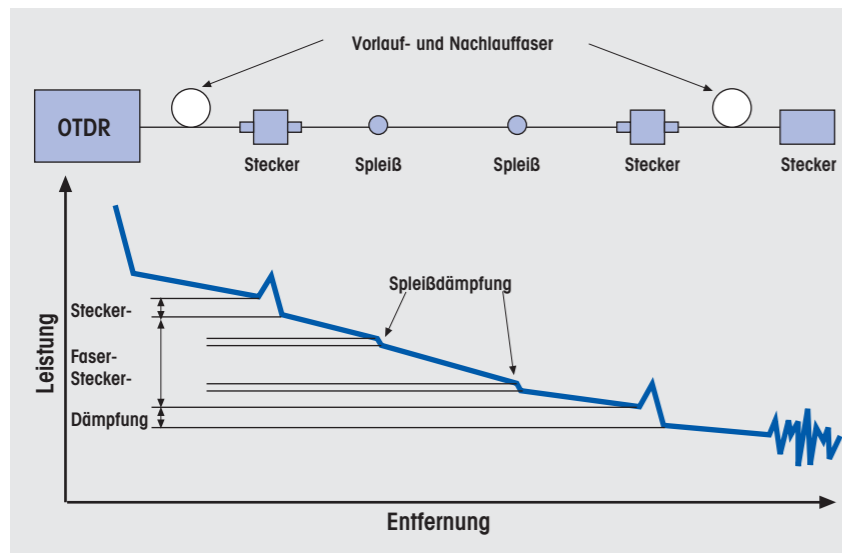 Vorlauf- und Nachlauffaser
OTDR
Stecker
Spleiß
Spleiß
Stecker
Stecker
Spleißdämpfung
Leistung
Stecker-
Faser-
Stecker-
Dämpfung
Entfernung